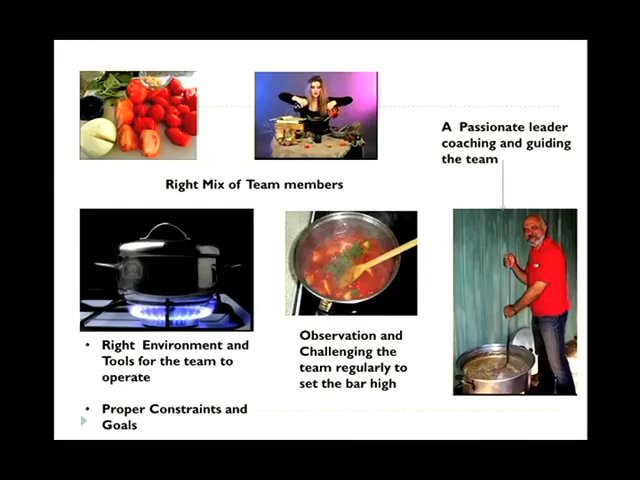 A Passionate leader
coaching and guiding
the team
Right Mix of Team members
• Right Environment and
Tools for the team to
operate
• Proper Constraints and
Goals
Observation and
Challenging the
team regularly to
set the bar high